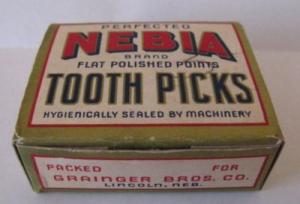 PERFECTED
NEBIA
BRAND
FLAT POLISHED POINTS
TOOTH PICKS
HYGIENICALLY SEALED BY MACHINERY
PACKED FOR
GRAINGER BROS. CO.
LINCOLN, NEB.